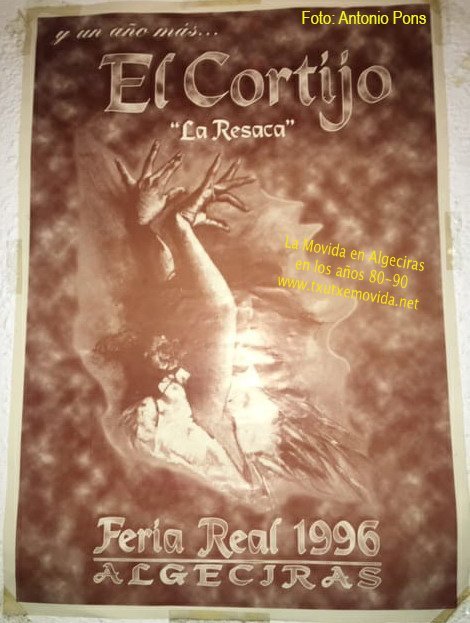 Foto: Antonio Pons
y un año más...
El Cortijo
"La Resaca"
La Movida en Algeciras
en los años 80-90
www.txutxemovida.net
Feria Real 1996
ALGECIRAS